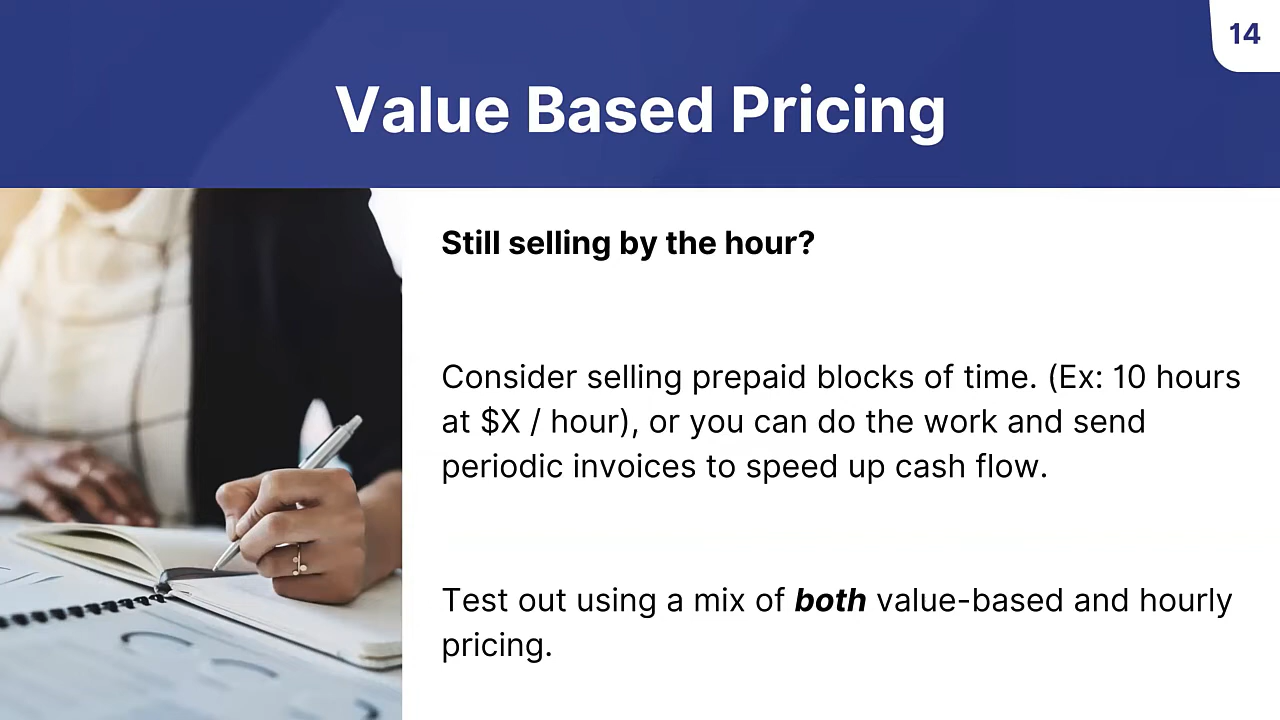 14
Value Based Pricing
Still selling by the hour?
Consider selling prepaid blocks of time. (Ex: 10 hours
at $X / hour), or you can do the work and send
periodic invoices to speed up cash flow.
Test out using a mix of both value-based and hourly
pricing.